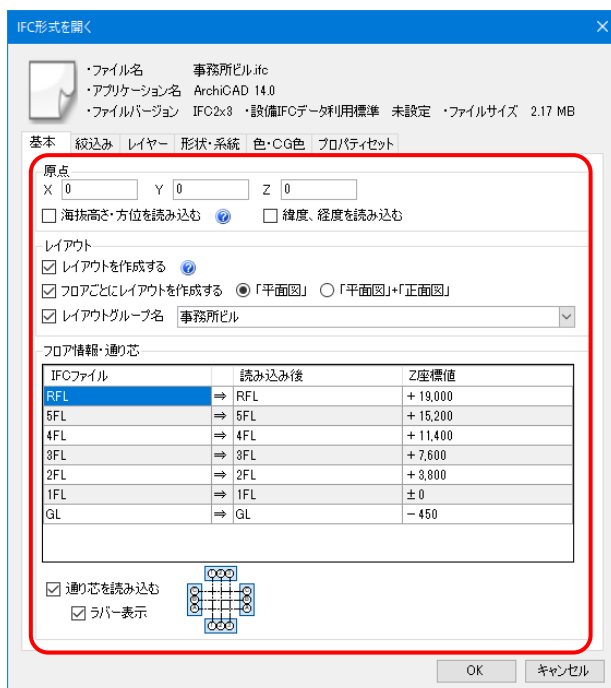 IFC形式を開く
・ファイル名 事務所ビル.ifc
・アプリケーション名 ArchiCAD 14.0
・ファイルバージョン IFC2x3 ・設備IFCデータ利用標準 未設定 ・ファイルサイズ 2.17 MB
基本 絞込み レイヤー 形状・系統 色・CG色 プロパティセット
原点
X 0 Y 0 Z 0
海抜高さ・方位を読み込む 緯度、経度を読み込む
レイアウト
レイアウトを作成する
フロアごとにレイアウトを作成する 「平面図」 「平面図」+「正面図」
レイアウトグループ名 事務所ビル
フロア情報・通り芯
IFCファイル 読み込み後 Z座標値
RFL ⇒ RFL + 19,000
5FL ⇒ 5FL + 15,200
4FL ⇒ 4FL + 11,400
3FL ⇒ 3FL + 7,600
2FL ⇒ 2FL + 3,800
1FL ⇒ 1FL ± 0
GL ⇒ GL − 450
通り芯を読み込む
ラバー表示
OK キャンセル